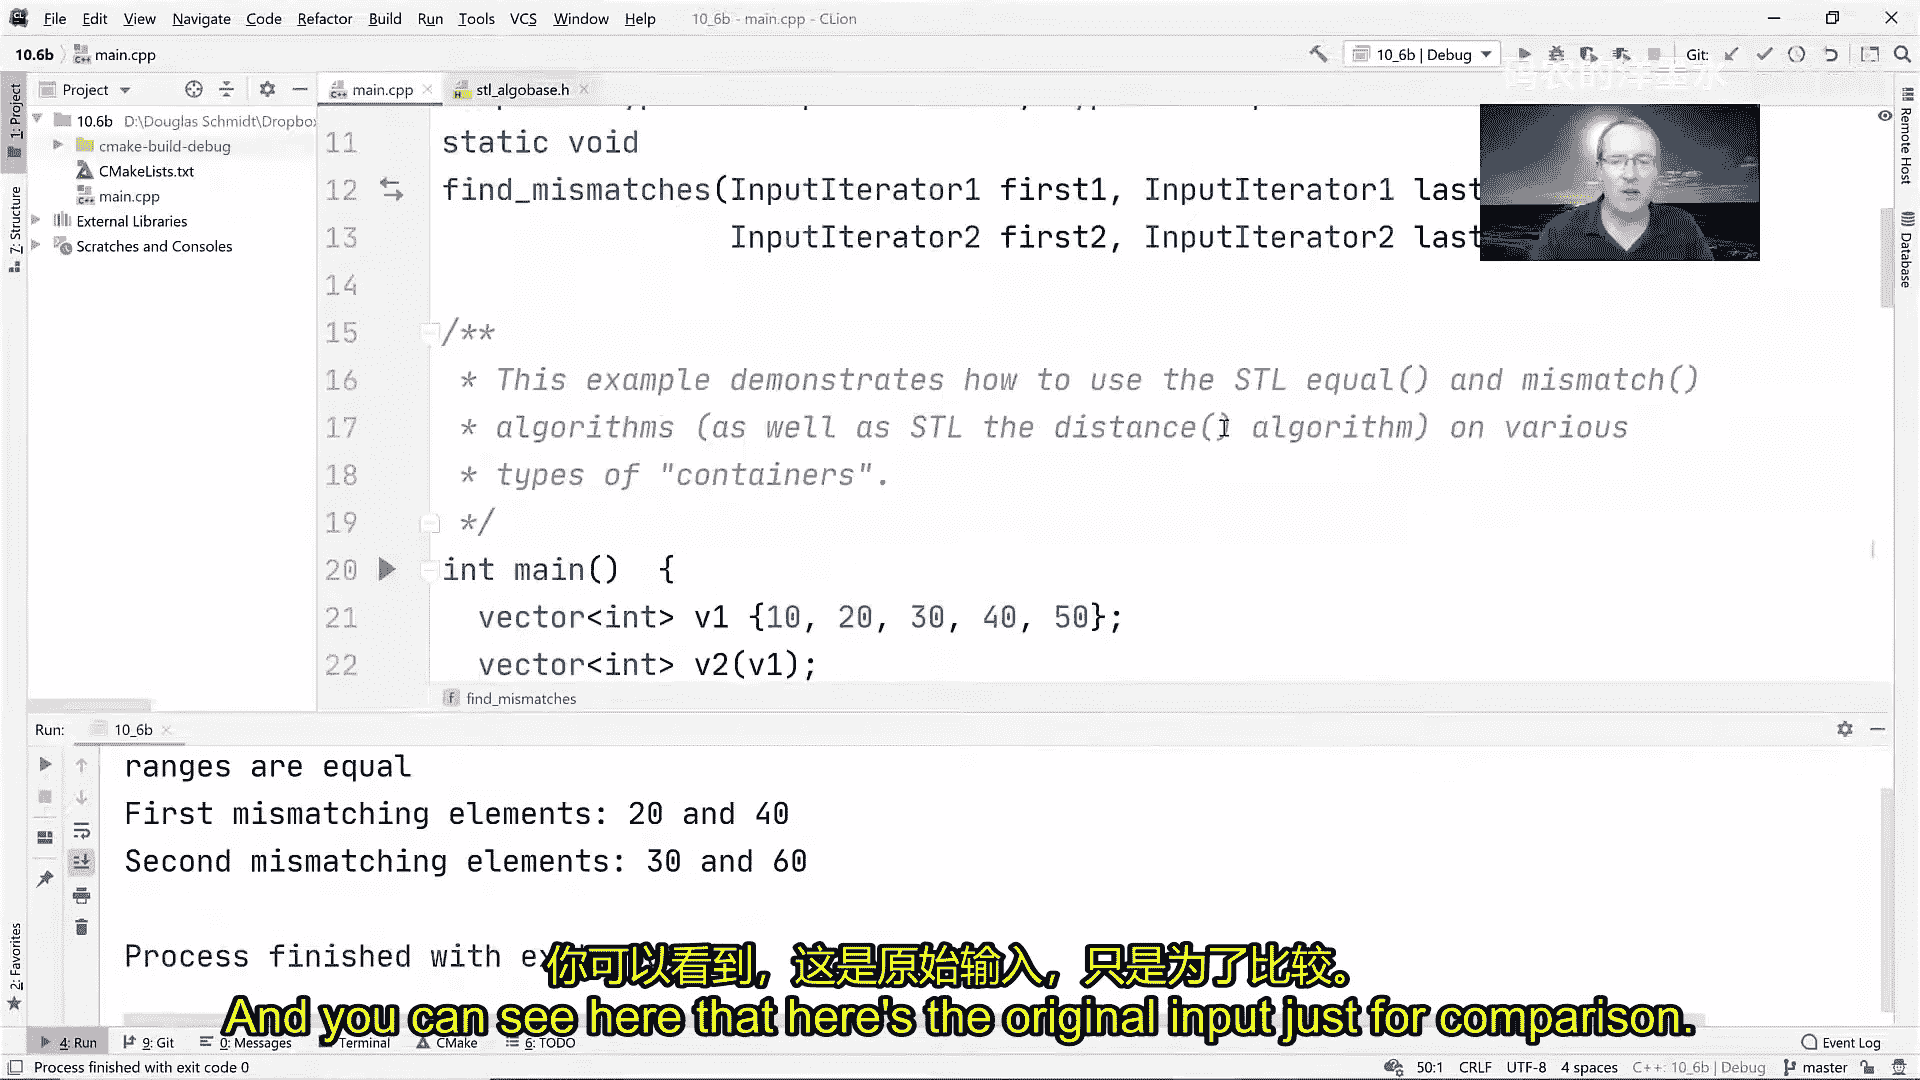 File Edit View Navigate Code Refactor Build Run Tools VCS Window Help 10_6b - main.cpp - CLion
10.6b main.cpp 10_6b | Debug Git:
Project main.cpp stl_algobase.h
1: Project
7: Structure
2: Favorites
Remote Host
Database
10.6b D:\Douglas Schmidt\Dropbo
cmake-build-debug
CMakeLists.txt
main.cpp
External Libraries
Scratches and Consoles
11 static void
12 find_mismatches(InputIterator1 first1, InputIterator1 last
13 InputIterator2 first2, InputIterator2 last
14
15 /**
16 * This example demonstrates how to use the STL equal() and mismatch()
17 * algorithms (as well as STL the distance() algorithm) on various
18 * types of "containers".
19 */
20 int main() {
21 vector<int> v1 {10, 20, 30, 40, 50};
22 vector<int> v2(v1);
f find_mismatches
Run: 10_6b
ranges are equal
First mismatching elements: 20 and 40
Second mismatching elements: 30 and 60
Process finished with
你可以看到，这是原始输入，只是为了比较。
And you can see here that here's the original input just for comparison.
4: Run 9: Git 0: Messages Terminal CMake 6: TODO Event Log
Process finished with exit code 0 50:1 CRLF UTF-8 4 spaces C++: 10_6b | Debug master